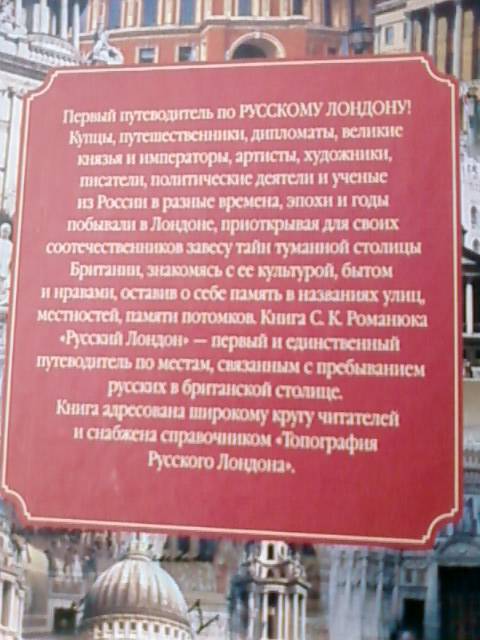 Первый путеводитель по РУССКОМУ ЛОНДОНУ!
Купцы, путешественники, дипломаты, великие
князья и императоры, артисты, художники,
писатели, политические деятели и ученые
из России в разные времена, эпохи и годы
побывали в Лондоне, приоткрывая для своих
соотечественников завесу тайн туманной столицы
Британии, знакомясь с ее культурой, бытом
и нравами, оставив о себе память в названиях улиц,
местностей, памяти потомков. Книга С. К. Романюка
«Русский Лондон» — первый и единственный
путеводитель по местам, связанным с пребыванием
русских в британской столице.
Книга адресована широкому кругу читателей
и снабжена справочником «Топография
Русского Лондона».